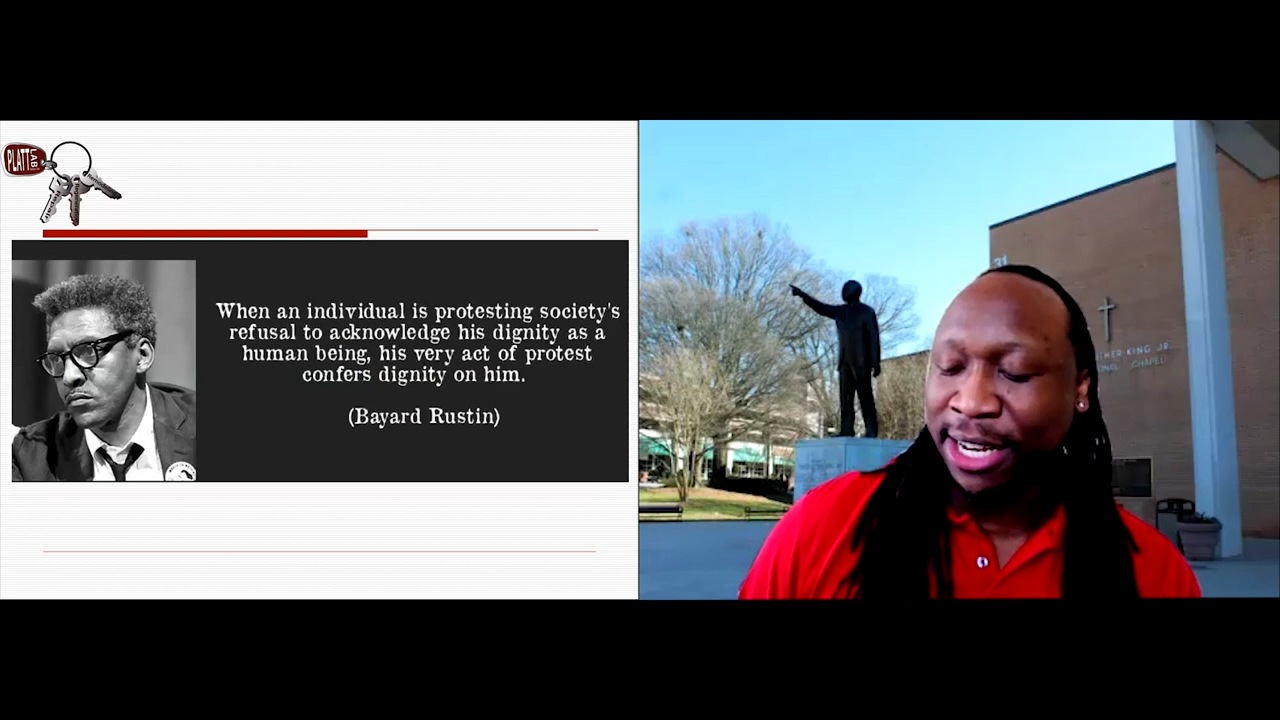 PLATT
LAB
When an individual is protesting society's
refusal to acknowledge his dignity as a
human being, his very act of protest
confers dignity on him.
(Bayard Rustin)
31
THER KING JR.
ONAL CHAPEL